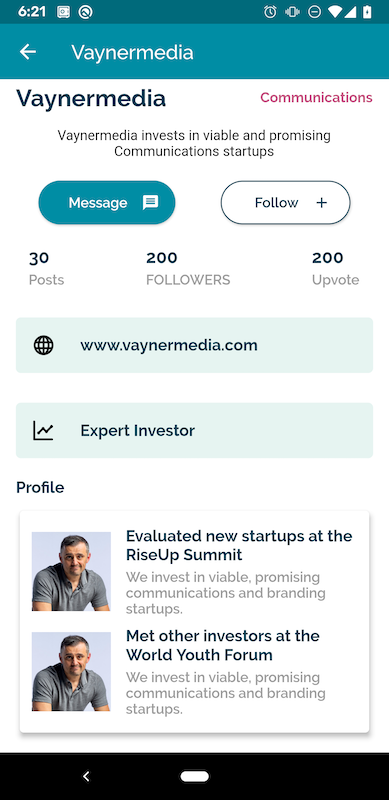 6:21
Vaynermedia
Vaynermedia
Communications
Vaynermedia invests in viable and promising
Communications startups
Message
Follow
30
Posts
200
FOLLOWERS
200
Upvote
www.vaynermedia.com
Expert Investor
Profile
Evaluated new startups at the
RiseUp Summit
We invest in viable, promising
communications and branding
startups.
Met other investors at the
World Youth Forum
We invest in viable, promising
communications and branding
startups.